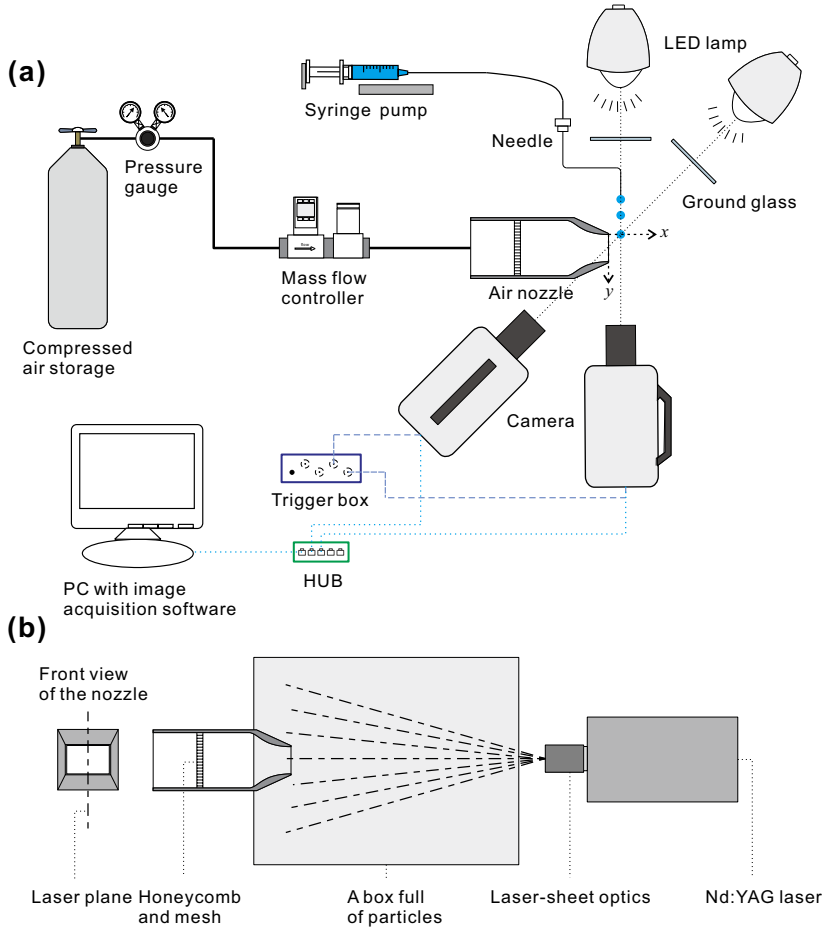 (a)
LED lamp
Syringe pump
Needle
Pressure
gauge
Ground glass
x
Mass flow
controller
Air nozzle
y
Compressed
air storage
Camera
Trigger box
HUB
PC with image
acquisition software
(b)
Front view
of the nozzle
Laser plane
Honeycomb
and mesh
A box full
of particles
Laser-sheet optics
Nd:YAG laser